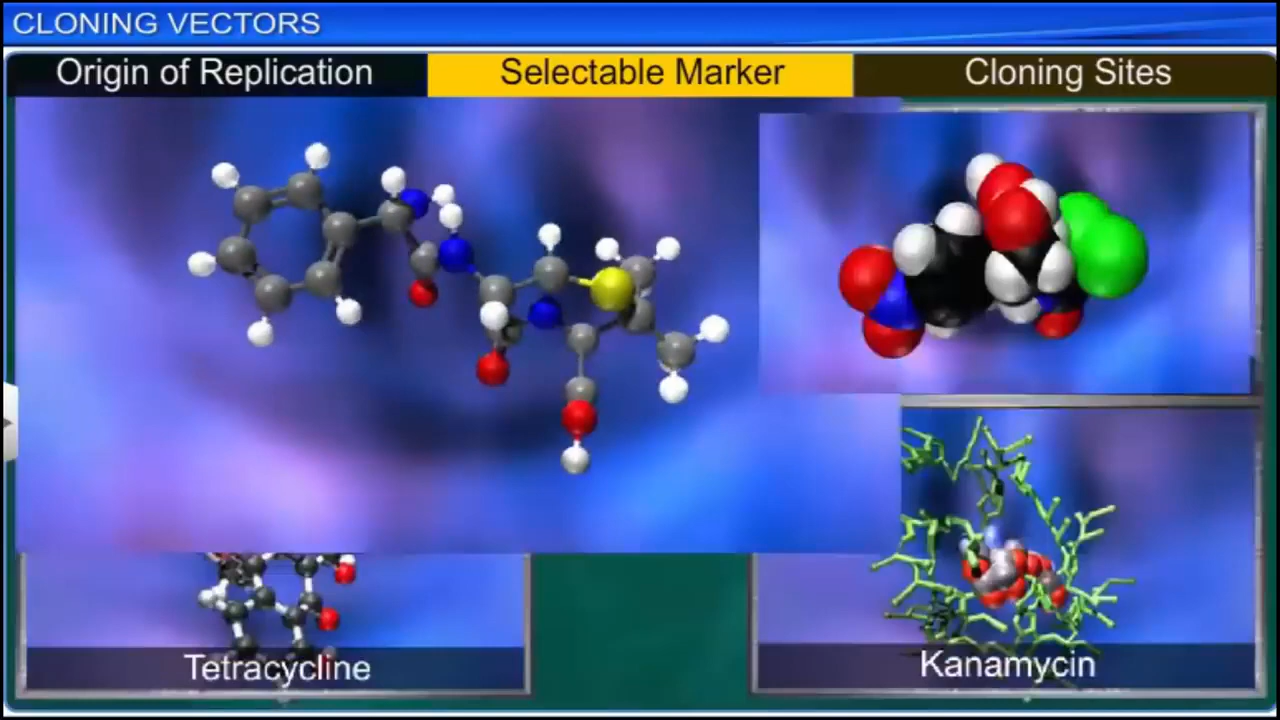 CLONING VECTORS
Origin of Replication
Selectable Marker
Cloning Sites
Tetracycline
Kanamycin